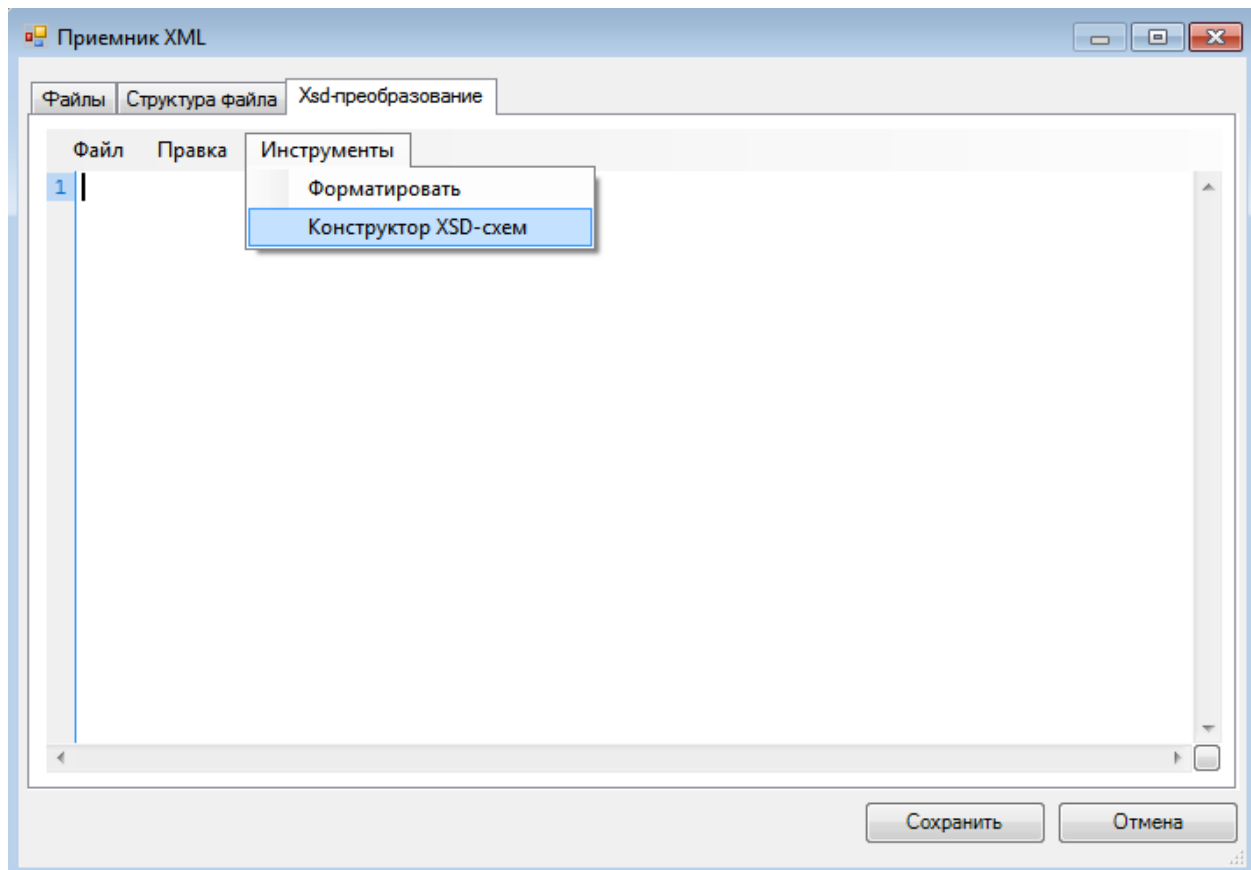 Приемник XML
Файлы Структура файла Xsd-преобразование
Файл Правка Инструменты
1
Форматировать
Конструктор XSD-схем
Сохранить Отмена